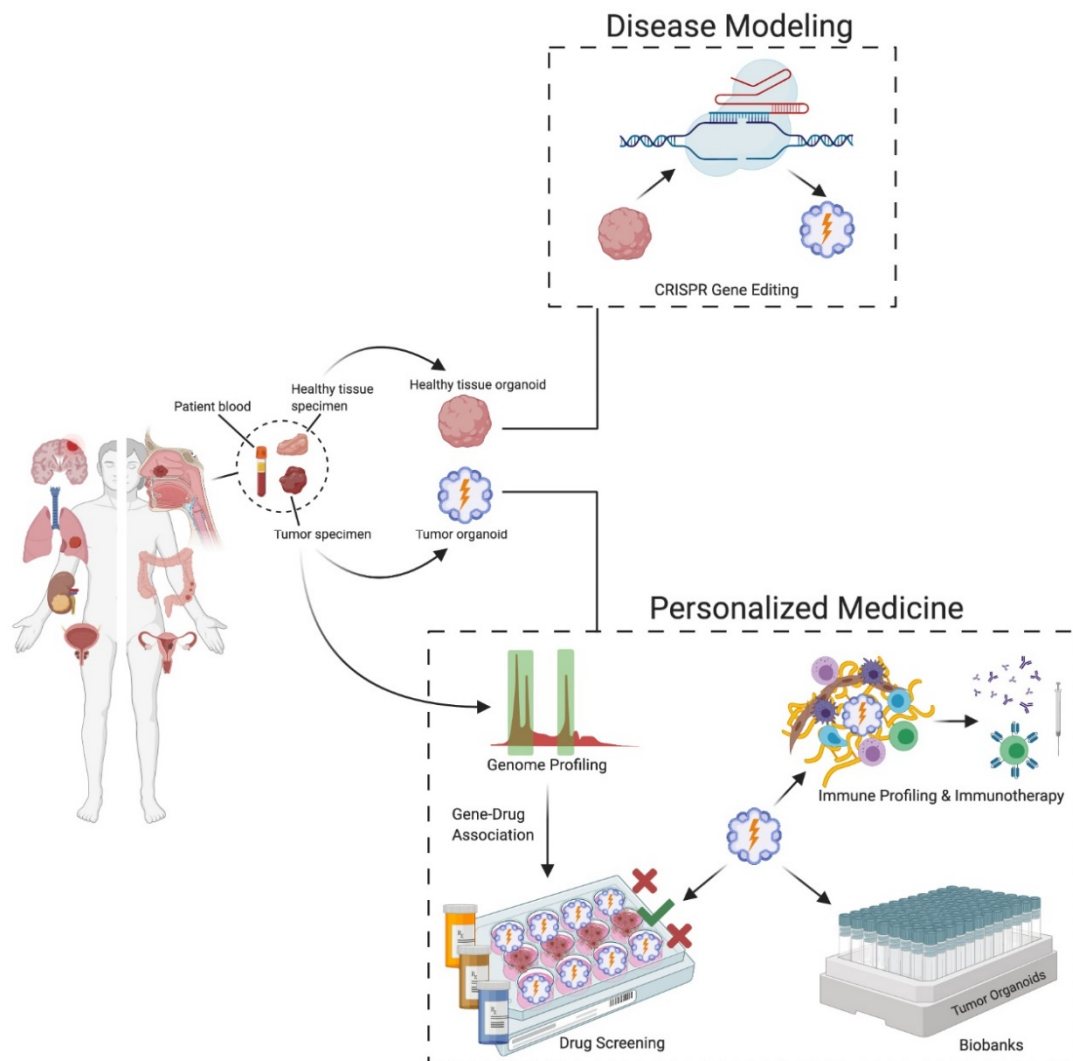 Disease Modeling
CRISPR Gene Editing
Healthy tissue
specimen
Patient blood
Healthy tissue organoid
Tumor specimen
Tumor organoid
Personalized Medicine
Genome Profiling
Immune Profiling & Immunotherapy
Gene-Drug
Association
Tumor Organoids
Drug Screening
Biobanks